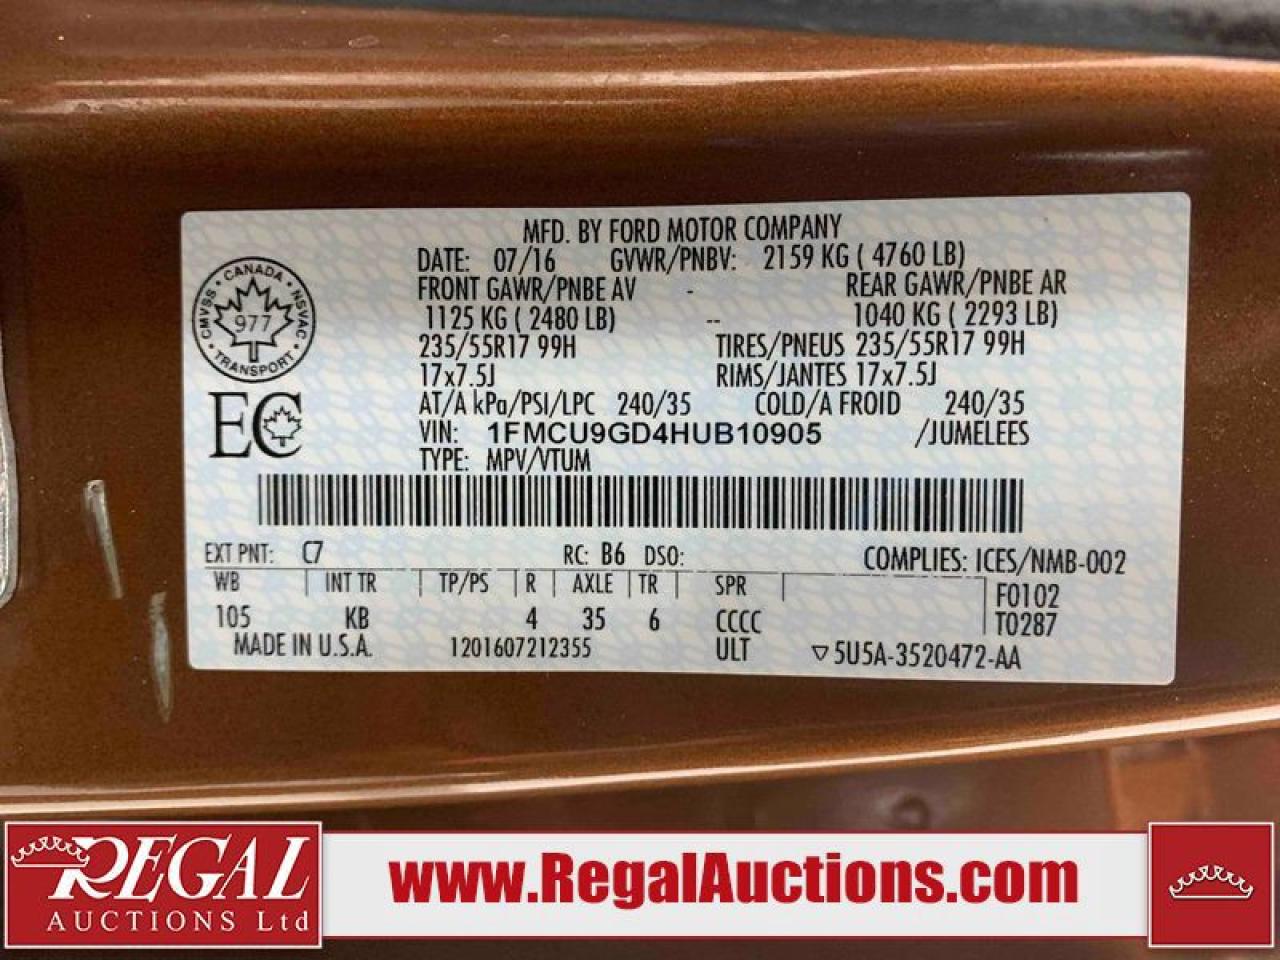 MFD. BY FORD MOTOR COMPANY
DATE: 07/16 GVWR/PNBV: 2159 KG ( 4760 LB)
FRONT GAWR/PNBE AV - REAR GAWR/PNBE AR
1125 KG ( 2480 LB) -- 1040 KG ( 2293 LB)
235/55R17 99H TIRES/PNEUS 235/55R17 99H
17x7.5J RIMS/JANTES 17x7.5J
AT/A kPa/PSI/LPC 240/35 COLD/A FROID 240/35
VIN: 1FMCU9GD4HUB10905 /JUMELEES
TYPE: MPV/VTUM
CANADA
CMVSS • NSVAC
977
TRANSPORT
EC
EXT PNT: C7 RC: B6 DSO: COMPLIES: ICES/NMB-002
WB | INT TR | TP/PS | R | AXLE | TR | SPR | F0102
105 KB 4 35 6 CCCC T0287
MADE IN U.S.A. 1201607212355 ULT ▽5U5A-3520472-AA
REGAL
AUCTIONS Ltd
www.RegalAuctions.com